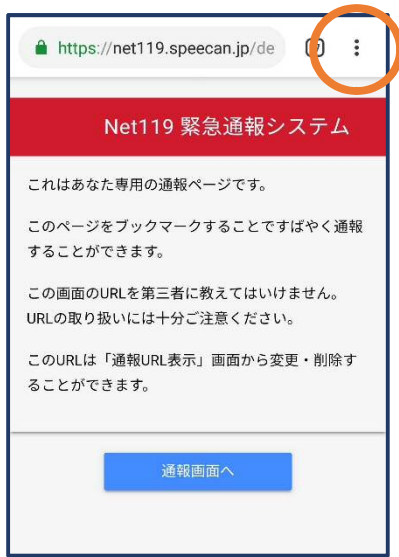 https://net119.speecan.jp/de
Net119 緊急通報システム
これはあなた専用の通報ページです。
このページをブックマークすることですばやく通報
することができます。
この画面のURLを第三者に教えてはいけません。
URLの取り扱いには十分ご注意ください。
このURLは「通報URL表示」画面から変更・削除す
ることができます。
通報画面へ